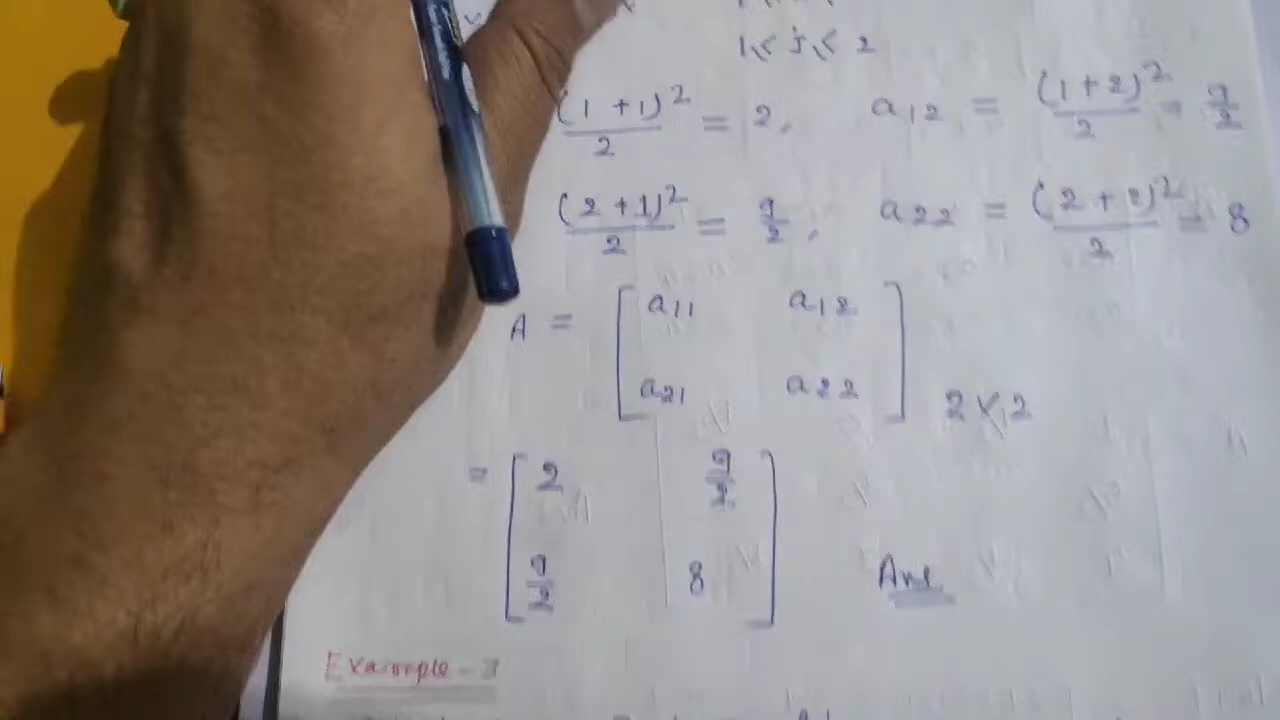 1 ≤ j ≤ 2
(1 + 1)² / 2 = 2, a₁₂ = (1 + 2)² / 2 = 9/2
(2 + 1)² / 2 = 9/2, a₂₂ = (2 + 2)² / 2 = 8
A = [ a₁₁ a₁₂
a₂₁ a₂₂ ] 2×2
= [ 2 9/2
9/2 8 ] Ans
Example - 3